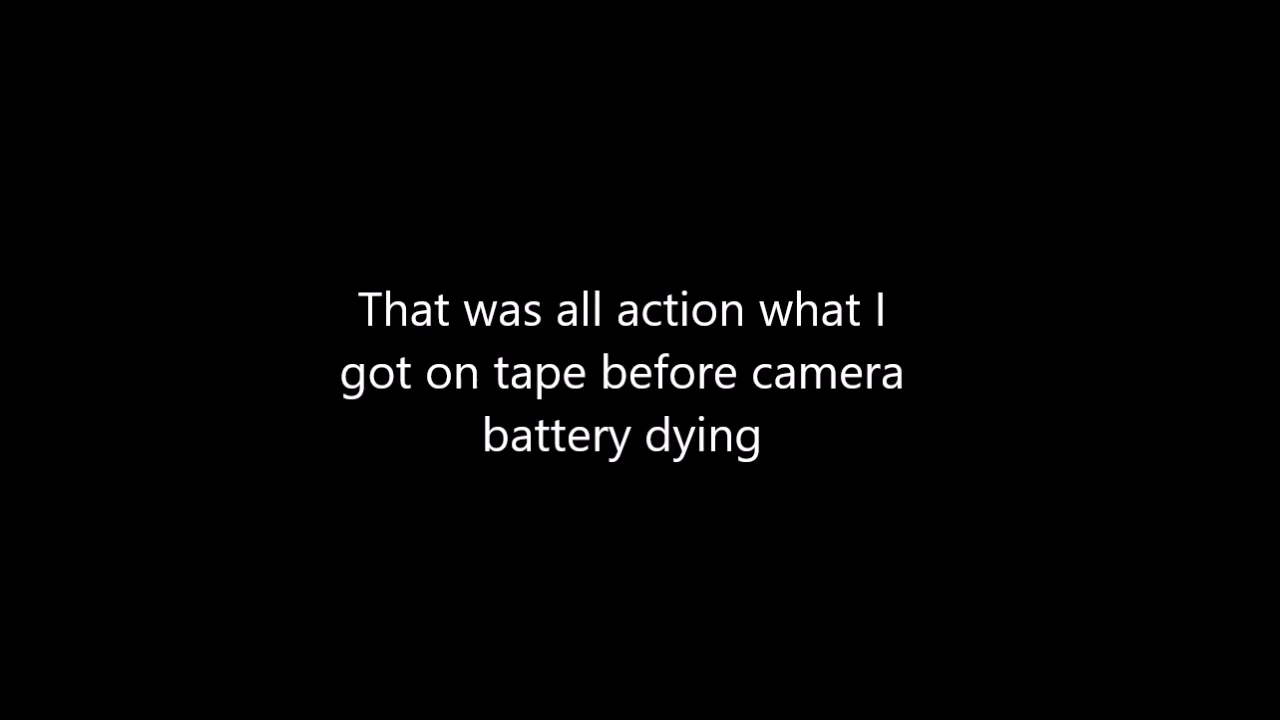 That was all action what I
got on tape before camera
battery dying